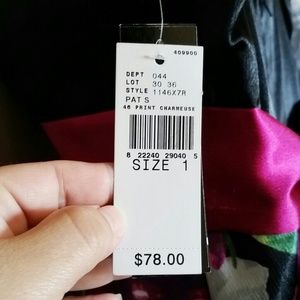 409900
DEPT 044
LOT 30 36
STYLE 1146X7R
PAT S
46 PRINT CHARMEUSE
8 22240 29040 5
SIZE 1
$78.00